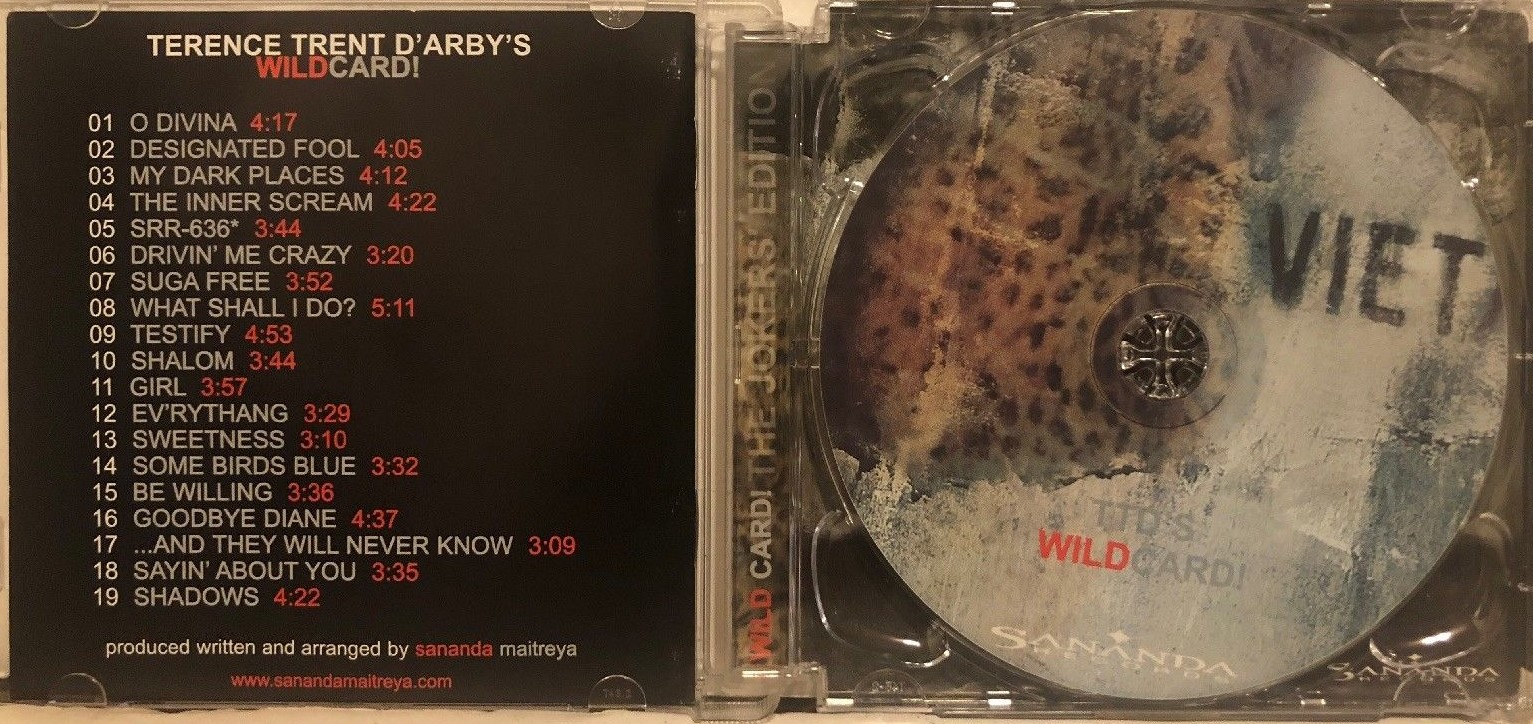 TERENCE TRENT D'ARBY'S
WILDCARD!
01 O DIVINA 4:17
02 DESIGNATED FOOL 4:05
03 MY DARK PLACES 4:12
04 THE INNER SCREAM 4:22
05 SRR-636* 3:44
06 DRIVIN' ME CRAZY 3:20
07 SUGA FREE 3:52
08 WHAT SHALL I DO? 5:11
09 TESTIFY 4:53
10 SHALOM 3:44
11 GIRL 3:57
12 EV'RYTHANG 3:29
13 SWEETNESS 3:10
14 SOME BIRDS BLUE 3:32
15 BE WILLING 3:36
16 GOODBYE DIANE 4:37
17 ...AND THEY WILL NEVER KNOW 3:09
18 SAYIN' ABOUT YOU 3:35
19 SHADOWS 4:22
produced written and arranged by sananda maitreya
www.sanandamaitreya.com
WILD CARD! THE JOKERS' EDITION
VIET
TTD'S
WILDCARD!
SANANDA
SANANDA